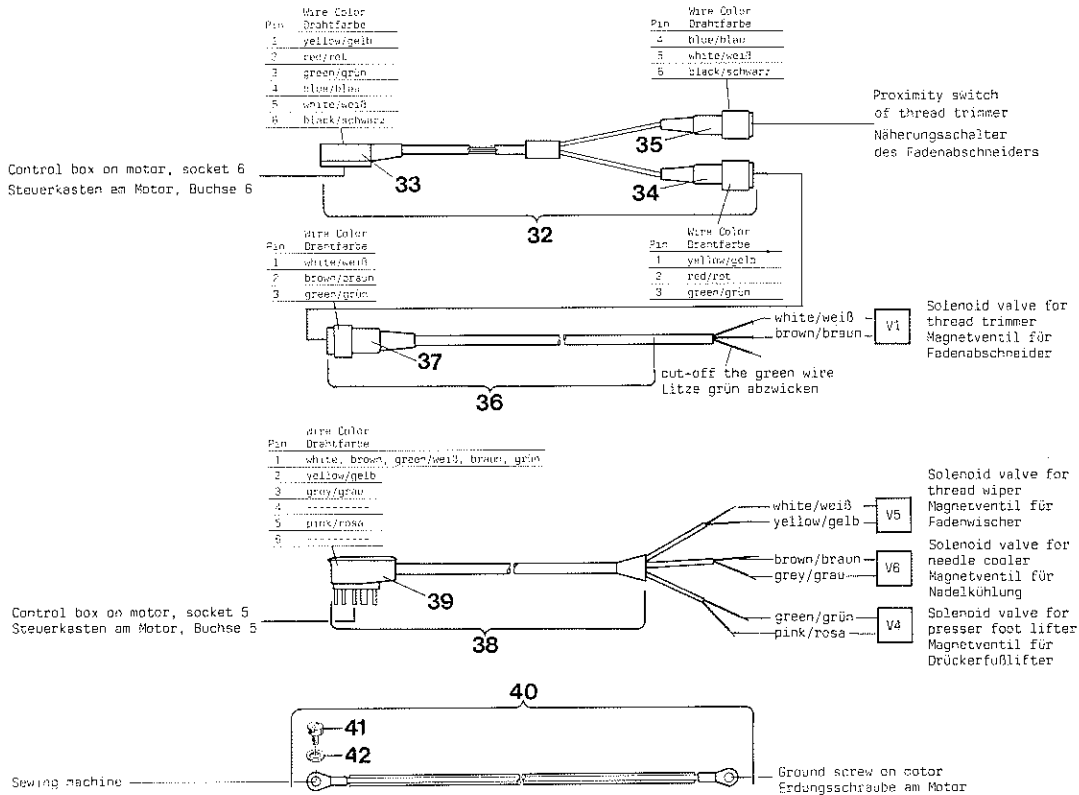 Wire Color
Pin Drahtfarbe
1 yellow/gelb
2 red/rot
3 green/grün
4 blue/blau
5 white/weiß
6 black/schwarz
Wire Color
Pin Drahtfarbe
4 blue/blau
5 white/weiß
6 black/schwarz
Proximity switch
of thread trimmer
Näherungsschalter
des Fadenabschneiders
Control box on motor, socket 6
Steuerkasten am Motor, Buchse 6
33
35
34
32
Wire Color
Pin Drahtfarbe
1 white/weiß
2 brown/braun
3 green/grün
Wire Color
Pin Drahtfarbe
1 yellow/gelb
2 red/rot
3 green/grün
37
36
white/weiß
brown/braun
V1
Solenoid valve for
thread trimmer
Magnetventil für
Fadenabschneider
cut-off the green wire
Litze grün abzwicken
Wire Color
Pin Drahtfarbe
1 white, brown, green/weiß, braun, grün
2 yellow/gelb
3 grey/grau
4 ----------
5 pink/rosa
6 ----------
39
38
Control box on motor, socket 5
Steuerkasten am Motor, Buchse 5
white/weiß
yellow/gelb
V5
Solenoid valve for
thread wiper
Magnetventil für
Fadenwischer
brown/braun
grey/grau
V6
Solenoid valve for
needle cooler
Magnetventil für
Nadelkühlung
green/grün
pink/rosa
V4
Solenoid valve for
presser foot lifter
Magnetventil für
Drückerfußlifter
40
41
42
Sewing machine
Ground screw on motor
Erdungsschraube am Motor